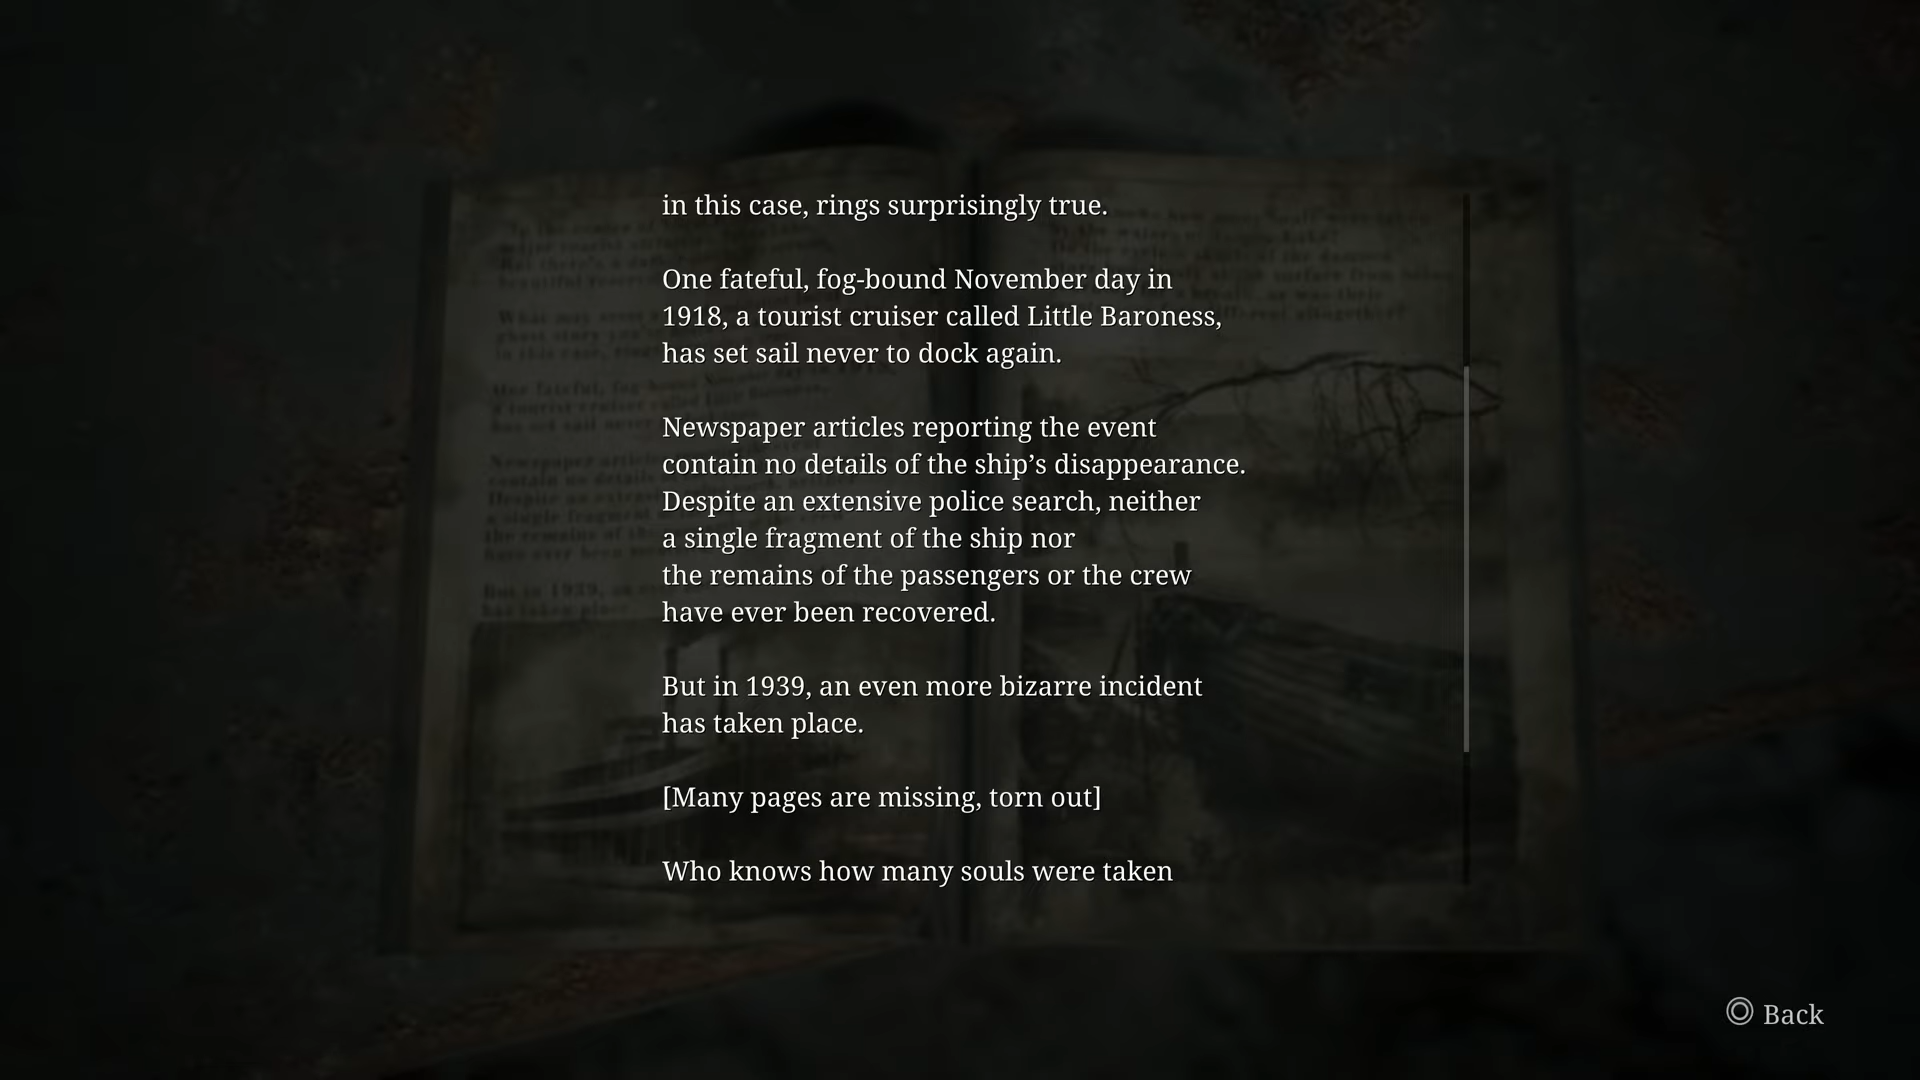 in this case, rings surprisingly true.
One fateful, fog-bound November day in
1918, a tourist cruiser called Little Baroness,
has set sail never to dock again.
Newspaper articles reporting the event
contain no details of the ship’s disappearance.
Despite an extensive police search, neither
a single fragment of the ship nor
the remains of the passengers or the crew
have ever been recovered.
But in 1939, an even more bizarre incident
has taken place.
[Many pages are missing, torn out]
Who knows how many souls were taken
Back